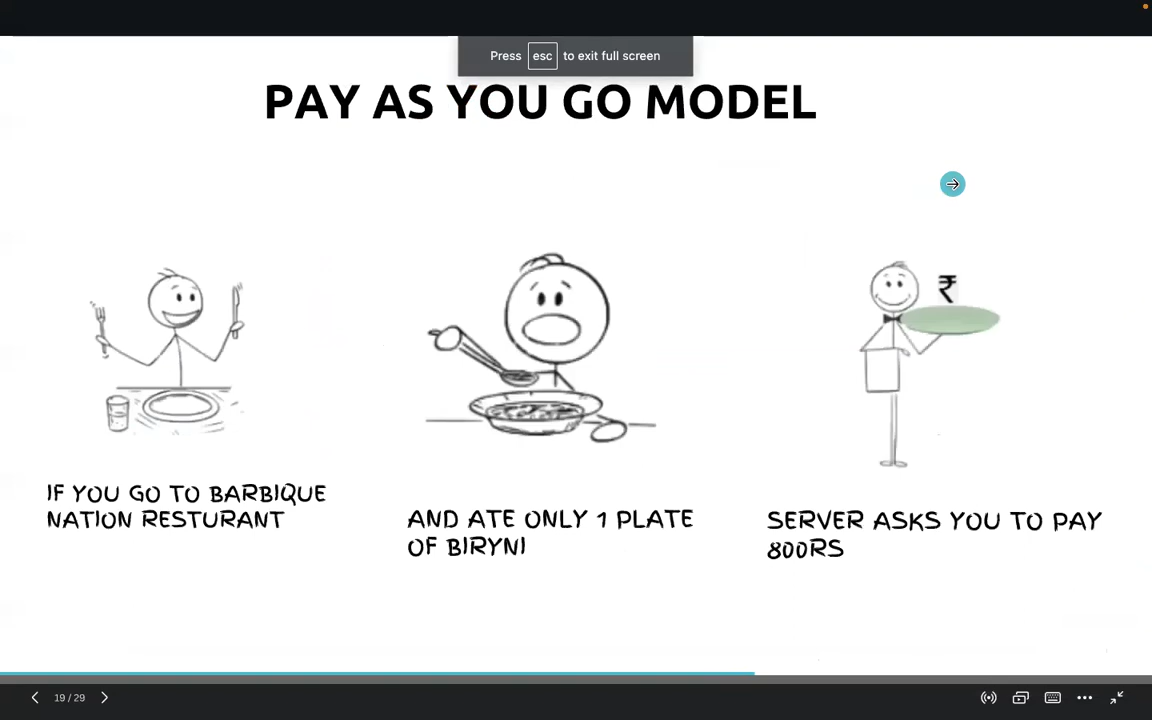 Press esc to exit full screen
PAY AS YOU GO MODEL
₹
IF YOU GO TO BARBIQUE
NATION RESTURANT
AND ATE ONLY 1 PLATE
OF BIRYNI
SERVER ASKS YOU TO PAY
800RS
19 / 29